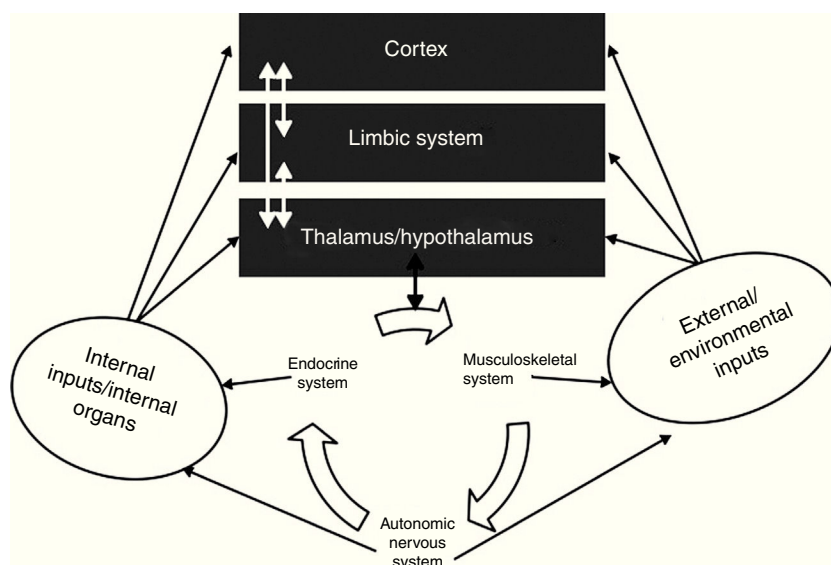 Cortex
Limbic system
Thalamus/hypothalamus
Internal
inputs/internal
organs
Endocrine
system
Musculoskeletal
system
External/
environmental
inputs
Autonomic
nervous
system